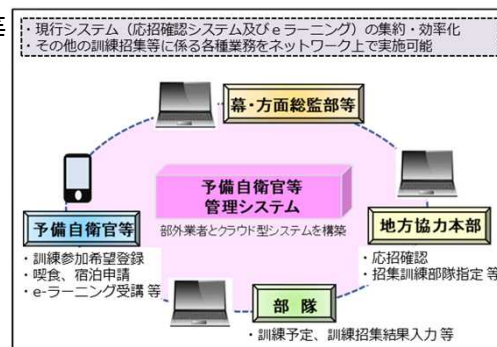 ・現行システム（応招確認システム及びeラーニング）の集約・効率化
・その他の訓練招集等に係る各種業務をネットワーク上で実施可能
幕・方面総監部等
予備自衛官等
管理システム
部外業者とクラウド型システムを構築
予備自衛官等
・訓練参加希望登録
・喫食、宿泊申請
・e-ラーニング受講 等
地方協力本部
・応招確認
・招集訓練部隊指定 等
部 隊
・訓練予定、訓練招集結果入力 等